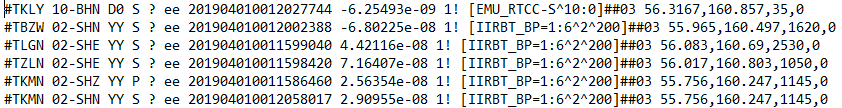 #TKLY 10-BHN D0 S ? ee 201904010012027744 -6.25493e-09 1! [EMU_RTCC-S^10:0]##03 56.3167,160.857,35,0
#TBZW 02-SHN YY S ? ee 201904010012002388 -6.80225e-08 1! [IIRBT_BP=1:6^2^200]##03 55.965,160.497,1620,0
#TLGN 02-SHE YY S ? ee 201904010011599040 4.42116e-08 1! [IIRBT_BP=1:6^2^200]##03 56.083,160.69,2530,0
#TZLN 02-SHE YY S ? ee 201904010011598420 7.16407e-08 1! [IIRBT_BP=1:6^2^200]##03 56.017,160.803,1050,0
#TKMN 02-SHZ YY P ? ee 201904010011586460 2.56354e-08 1! [IIRBT_BP=1:6^2^200]##03 55.756,160.247,1145,0
#TKMN 02-SHN YY S ? ee 201904010012058017 2.90955e-08 1! [IIRBT_BP=1:6^2^200]##03 55.756,160.247,1145,0